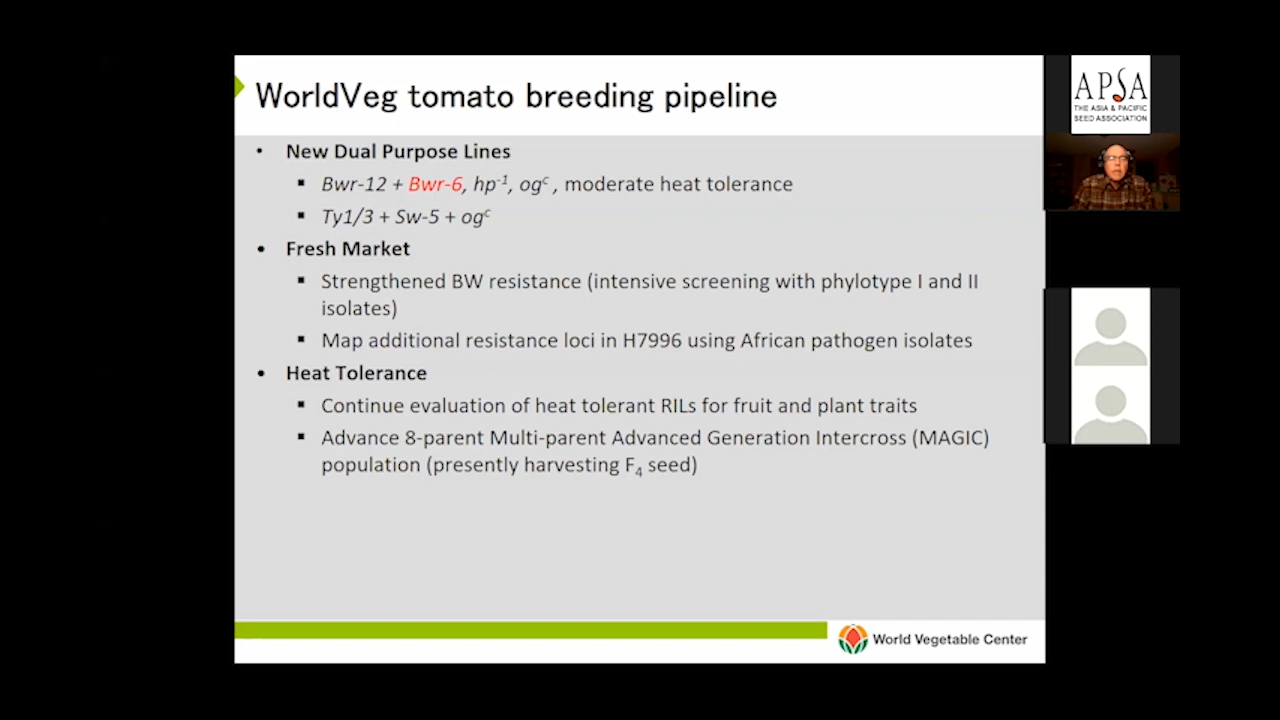 WorldVeg tomato breeding pipeline
• New Dual Purpose Lines
▪ Bwr-12 + Bwr-6, hp⁻¹, ogᶜ , moderate heat tolerance
▪ Ty1/3 + Sw-5 + ogᶜ
• Fresh Market
▪ Strengthened BW resistance (intensive screening with phylotype I and II
isolates)
▪ Map additional resistance loci in H7996 using African pathogen isolates
• Heat Tolerance
▪ Continue evaluation of heat tolerant RILs for fruit and plant traits
▪ Advance 8-parent Multi-parent Advanced Generation Intercross (MAGIC)
population (presently harvesting F₄ seed)
World Vegetable Center
APSA
THE ASIA & PACIFIC
SEED ASSOCIATION